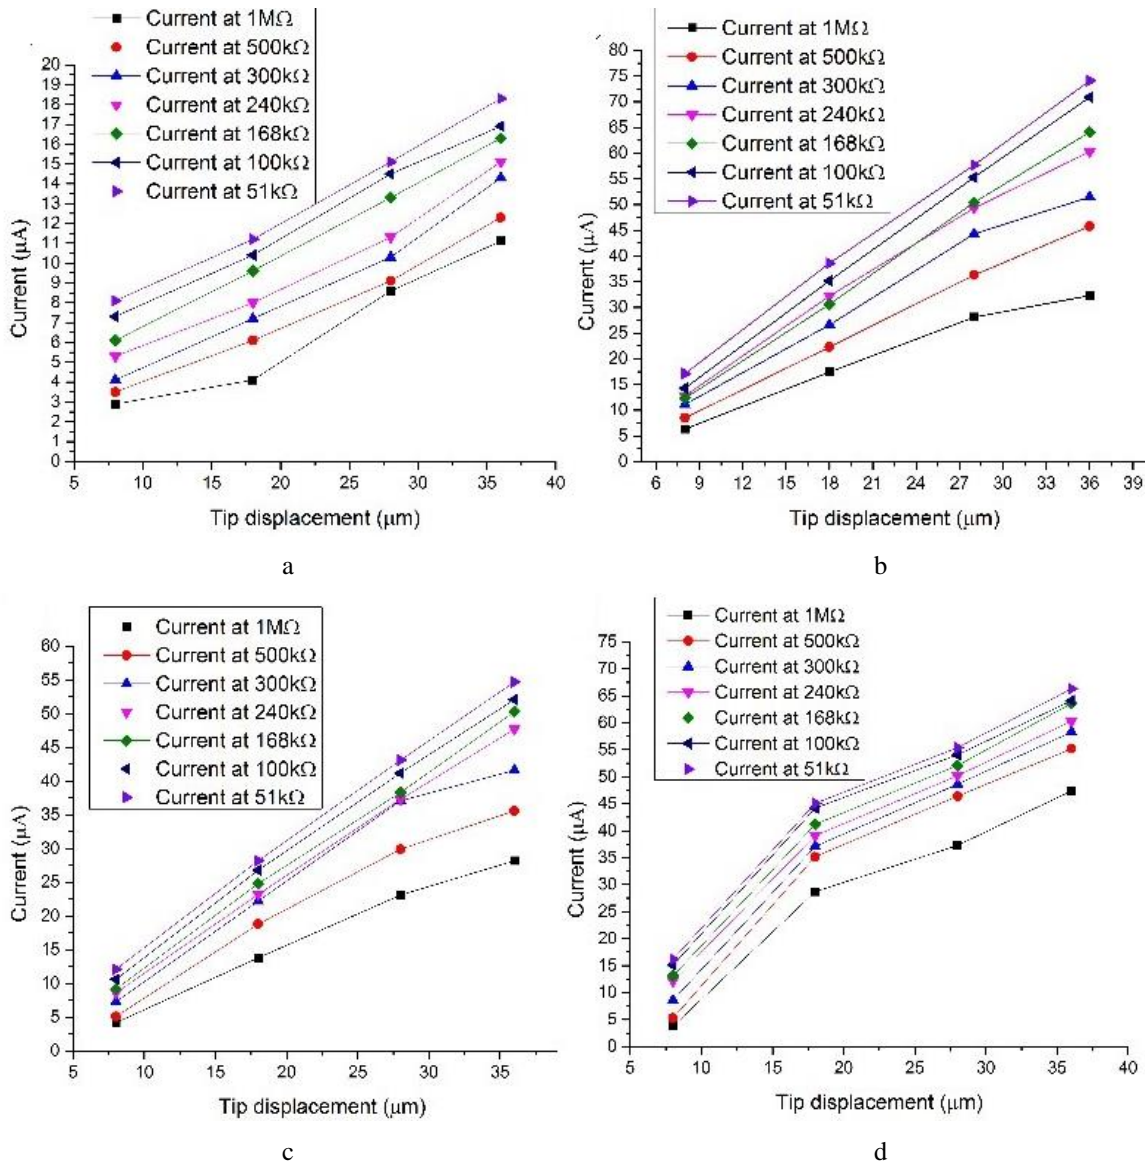 Current at 1MΩ
Current at 500kΩ
Current at 300kΩ
Current at 240kΩ
Current at 168kΩ
Current at 100kΩ
Current at 51kΩ
20
19
18
17
16
15
14
13
12
11
10
9
8
7
6
5
4
3
2
1
0
Current (μA)
5 10 15 20 25 30 35 40
Tip displacement (μm)
a
Current at 1MΩ
Current at 500kΩ
Current at 300kΩ
Current at 240kΩ
Current at 168kΩ
Current at 100kΩ
Current at 51kΩ
80
75
70
65
60
55
50
45
40
35
30
25
20
15
10
5
0
Current (μA)
6 9 12 15 18 21 24 27 30 33 36 39
Tip displacement (μm)
b
Current at 1MΩ
Current at 500kΩ
Current at 300kΩ
Current at 240kΩ
Current at 168kΩ
Current at 100kΩ
Current at 51kΩ
60
55
50
45
40
35
30
25
20
15
10
5
0
Current (μA)
5 10 15 20 25 30 35
Tip displacement (μm)
c
Current at 1MΩ
Current at 500kΩ
Current at 300kΩ
Current at 240kΩ
Current at 168kΩ
Current at 100kΩ
Current at 51kΩ
75
70
65
60
55
50
45
40
35
30
25
20
15
10
5
0
Current (μA)
5 10 15 20 25 30 35 40
Tip displacement (μm)
d